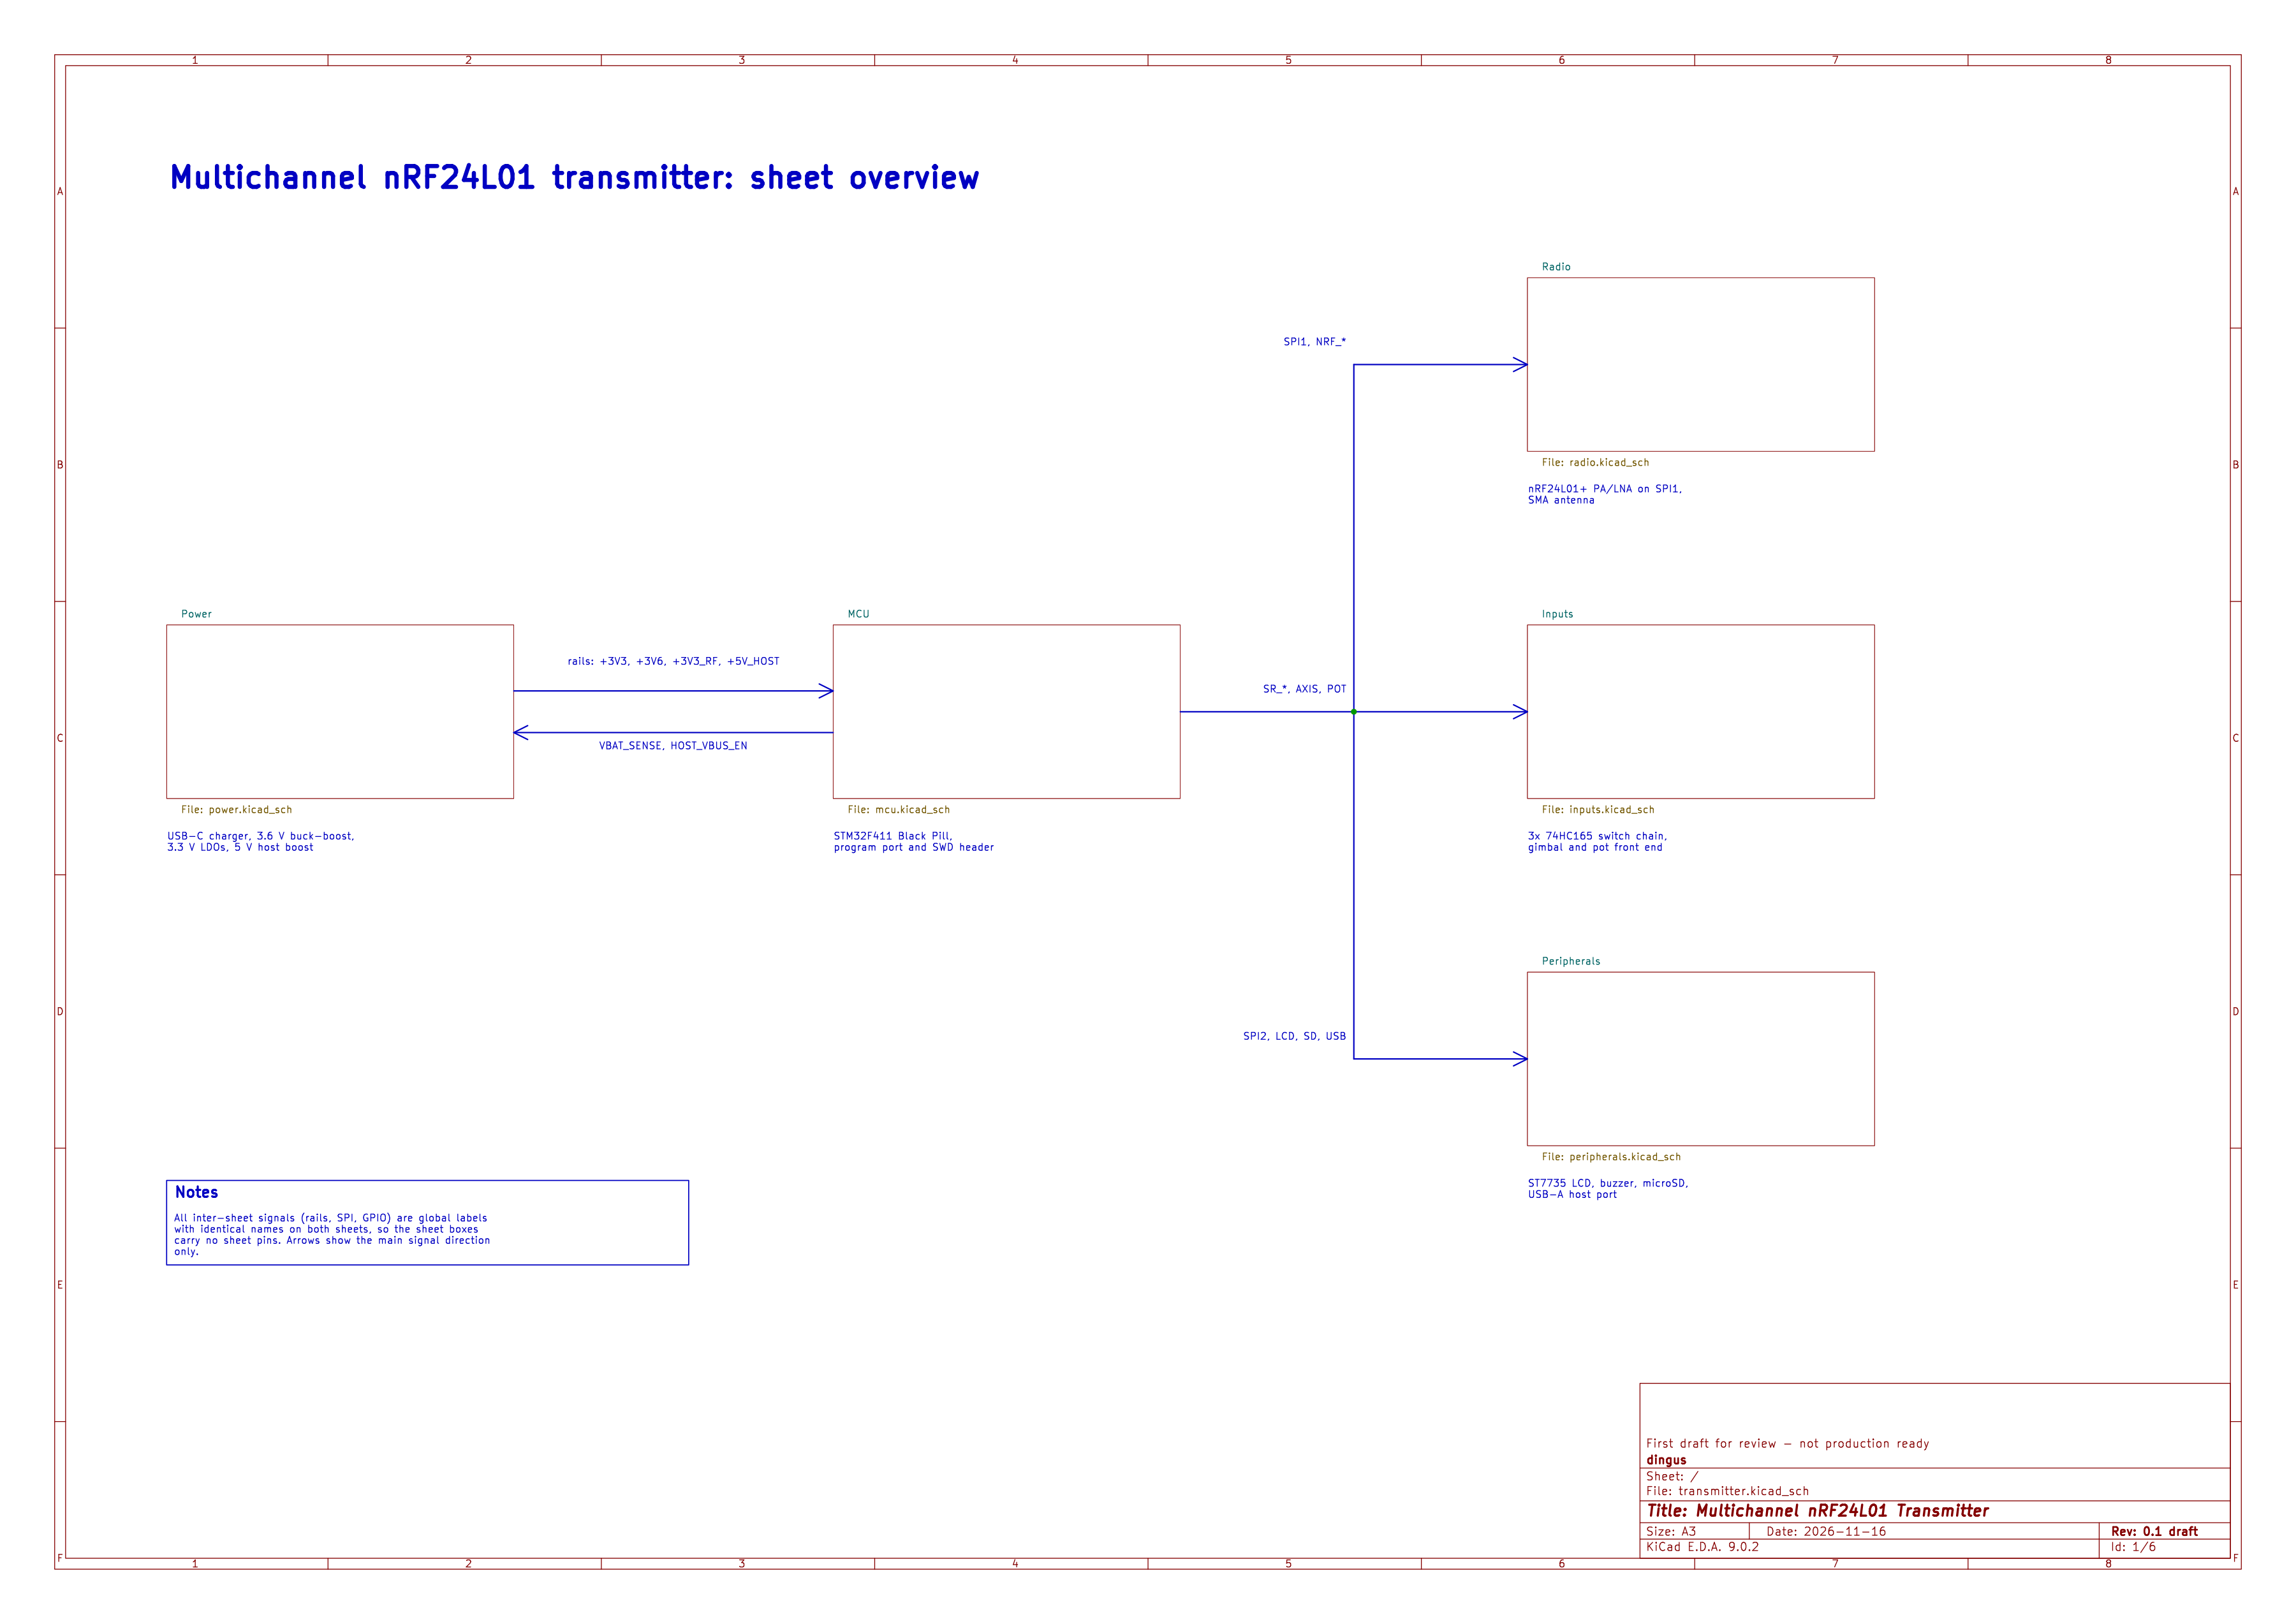 1 2 3 4 5 6 7 8
A A
Multichannel nRF24L01 transmitter: sheet overview
Radio
SPI1, NRF_*
B B
File: radio.kicad_sch
nRF24L01+ PA/LNA on SPI1,
SMA antenna
Power
MCU
Inputs
rails: +3V3, +3V6, +3V3_RF, +5V_HOST
SR_*, AXIS, POT
C C
VBAT_SENSE, HOST_VBUS_EN
File: power.kicad_sch
USB-C charger, 3.6 V buck-boost,
3.3 V LDOs, 5 V host boost
File: mcu.kicad_sch
STM32F411 Black Pill,
program port and SWD header
File: inputs.kicad_sch
3x 74HC165 switch chain,
gimbal and pot front end
Peripherals
D D
SPI2, LCD, SD, USB
File: peripherals.kicad_sch
ST7735 LCD, buzzer, microSD,
USB-A host port
Notes
All inter-sheet signals (rails, SPI, GPIO) are global labels
with identical names on both sheets, so the sheet boxes
carry no sheet pins. Arrows show the main signal direction
only.
E E
First draft for review - not production ready
dingus
Sheet: /
File: transmitter.kicad_sch
Title: Multichannel nRF24L01 Transmitter
Size: A3 Date: 2026-11-16 Rev: 0.1 draft
KiCad E.D.A. 9.0.2 Id: 1/6
F F
1 2 3 4 5 6 7 8